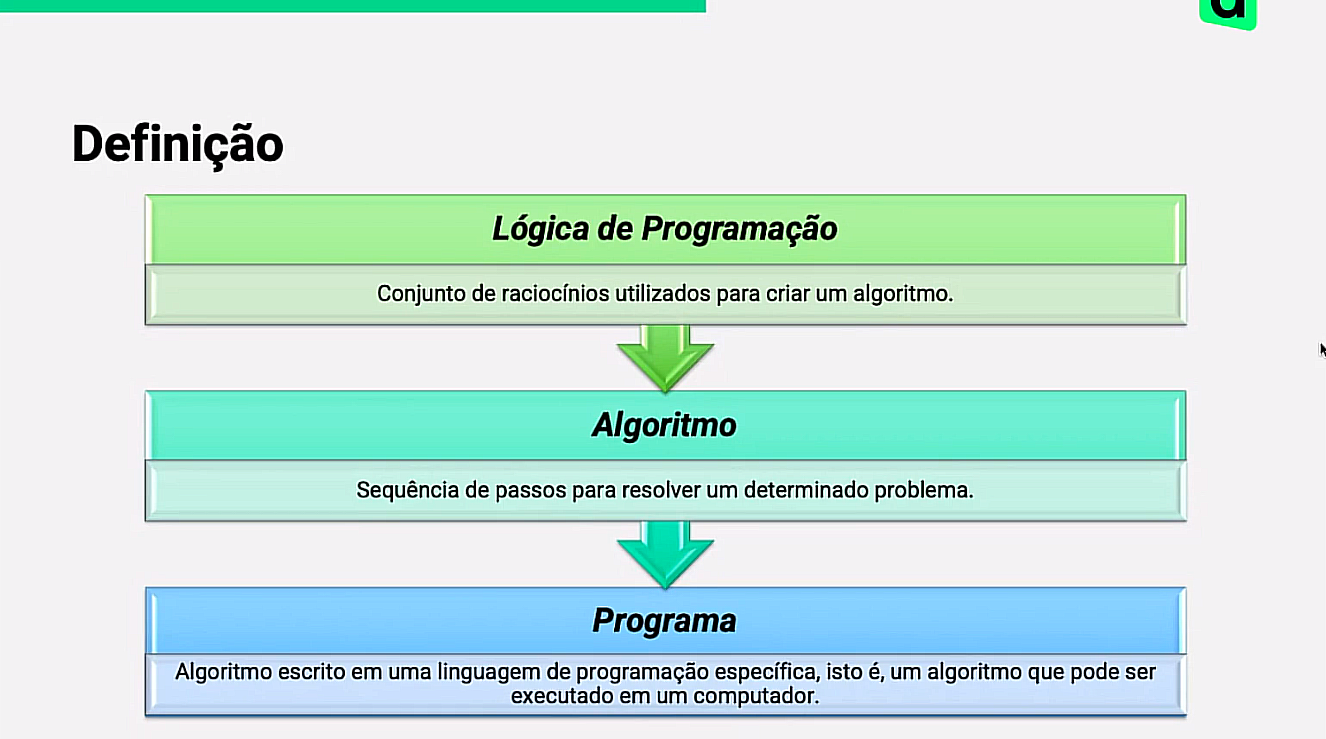 Definição
Lógica de Programação
Conjunto de raciocínios utilizados para criar um algoritmo.
Algoritmo
Sequência de passos para resolver um determinado problema.
Programa
Algoritmo escrito em uma linguagem de programação específica, isto é, um algoritmo que pode ser
executado em um computador.